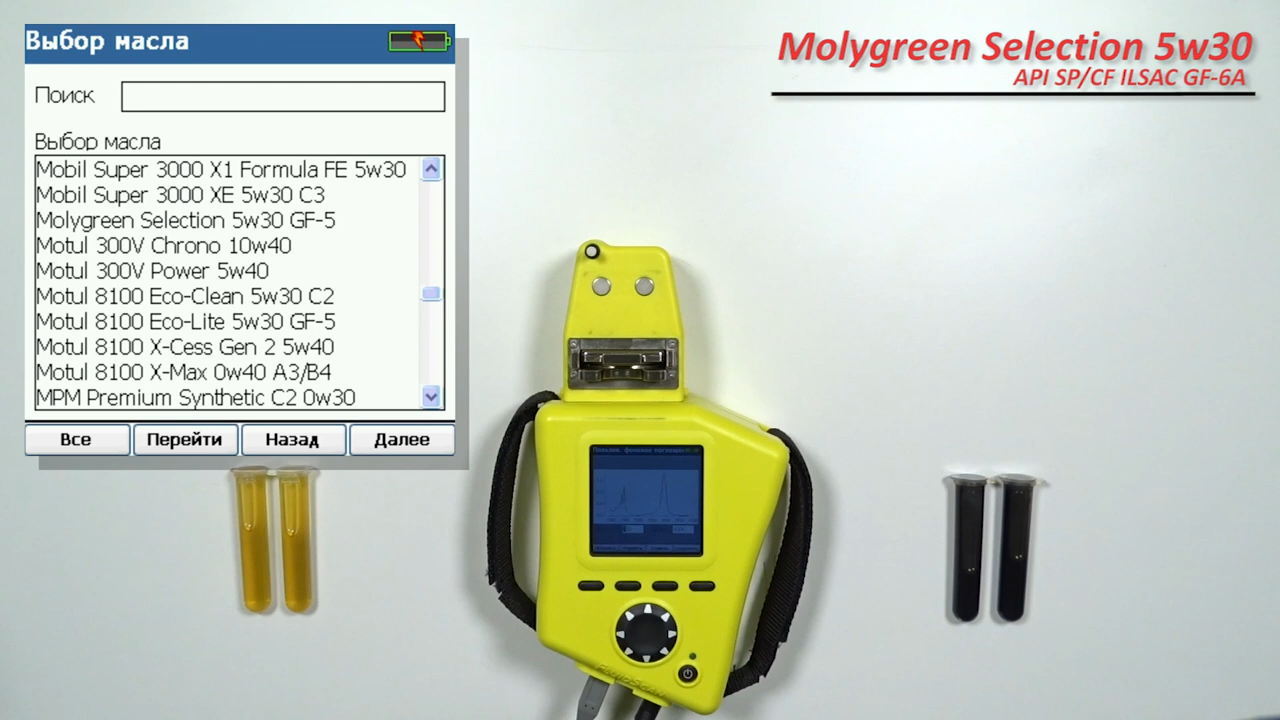 Выбор масла
Поиск
Выбор масла
Mobil Super 3000 X1 Formula FE 5w30
Mobil Super 3000 XE 5w30 C3
Molygreen Selection 5w30 GF-5
Motul 300V Chrono 10w40
Motul 300V Power 5w40
Motul 8100 Eco-Clean 5w30 C2
Motul 8100 Eco-Lite 5w30 GF-5
Motul 8100 X-Cess Gen 2 5w40
Motul 8100 X-Max 0w40 A3/B4
MPM Premium Synthetic C2 0w30
Все Перейти Назад Далее
Molygreen Selection 5w30
API SP/CF ILSAC GF-6A
FluidScan